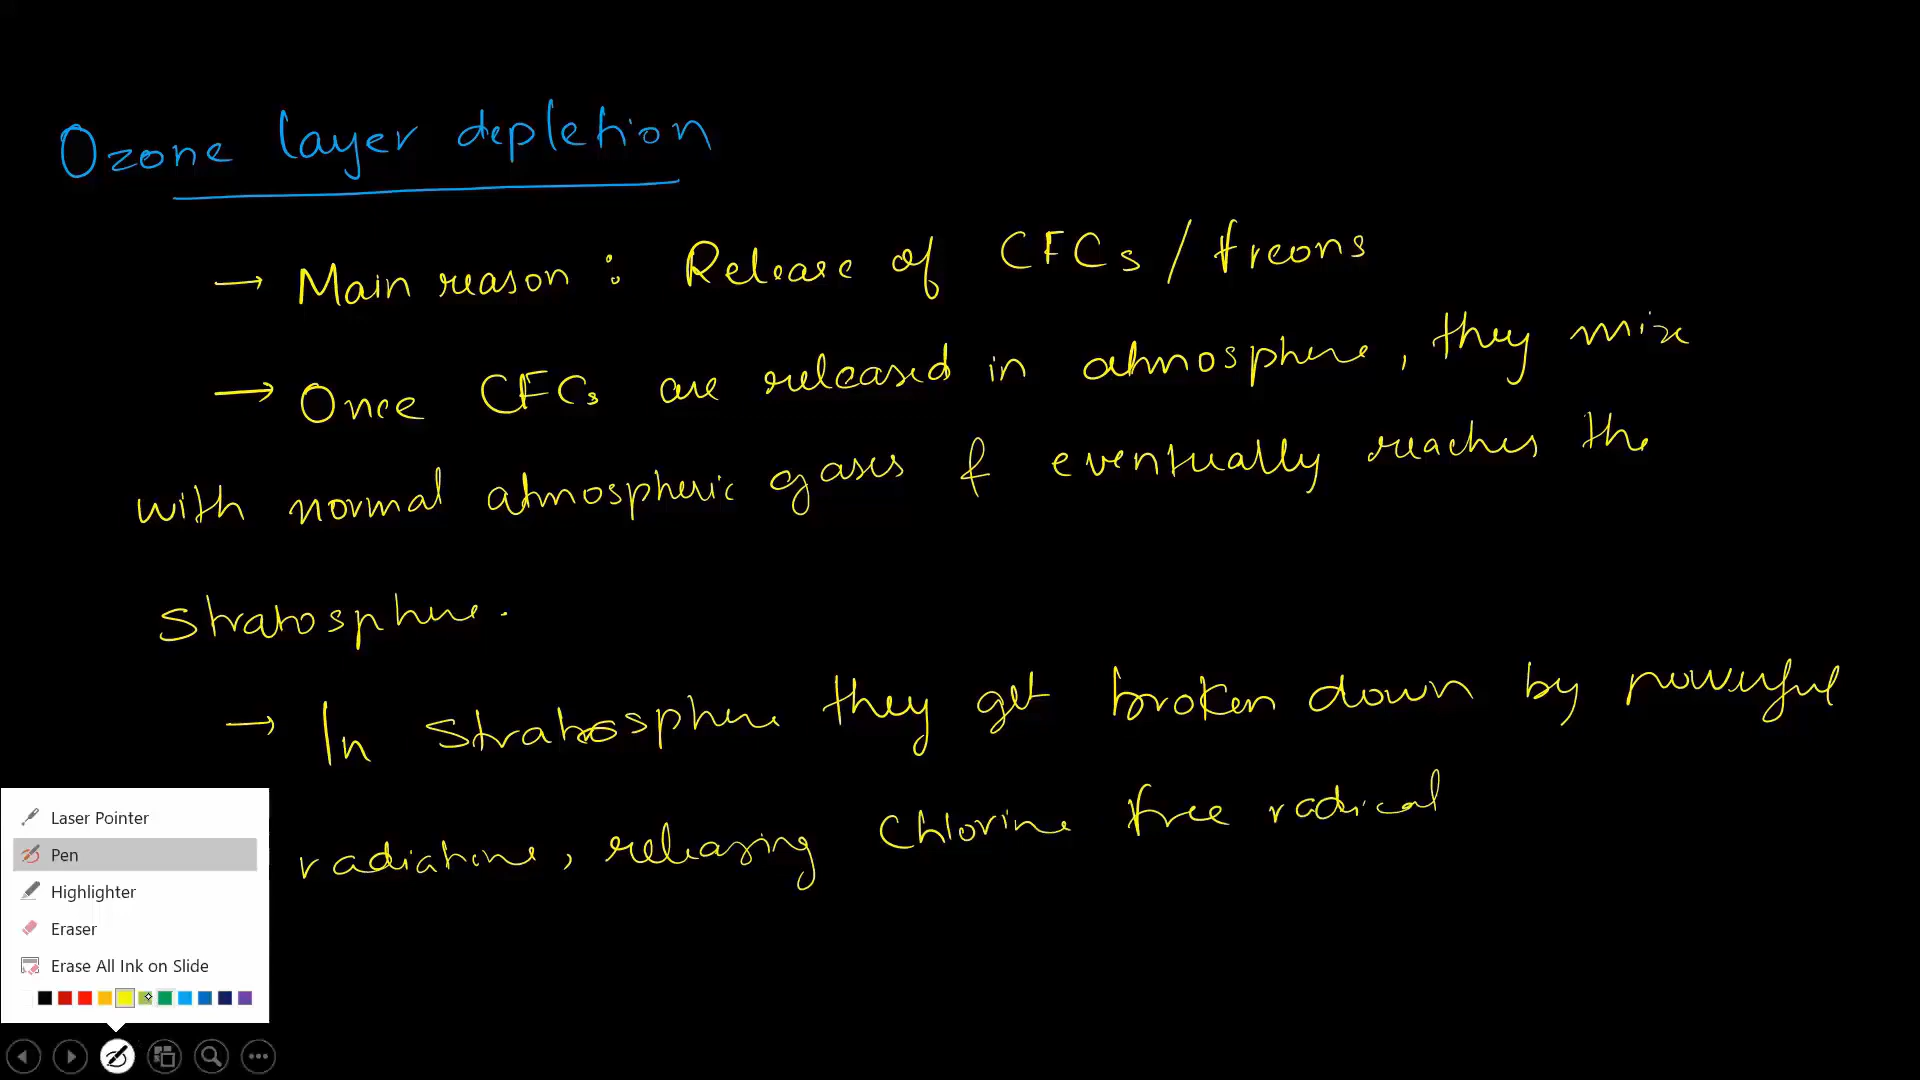 Ozone layer depletion
→ Main reason : Release of CFCs / freons
→ Once CFCs are released in atmosphere, they mix
with normal atmospheric gases & eventually reaches the
stratosphere.
→ In stratosphere they get broken down by powerful
radiations, releasing Chlorine free radical
Laser Pointer
Pen
Highlighter
Eraser
Erase All Ink on Slide